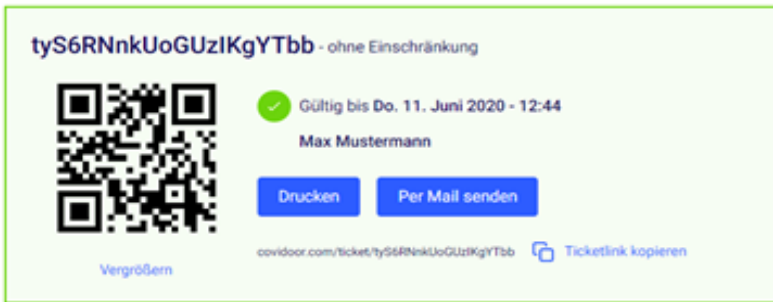 tyS6RNnkUoGUzIKgYTbb - ohne Einschränkung
Gültig bis Do. 11. Juni 2020 - 12:44
Max Mustermann
Drucken Per Mail senden
covidoor.com/ticket/tyS6RNnkUoGUzIKgYTbb Ticketlink kopieren
Vergrößern